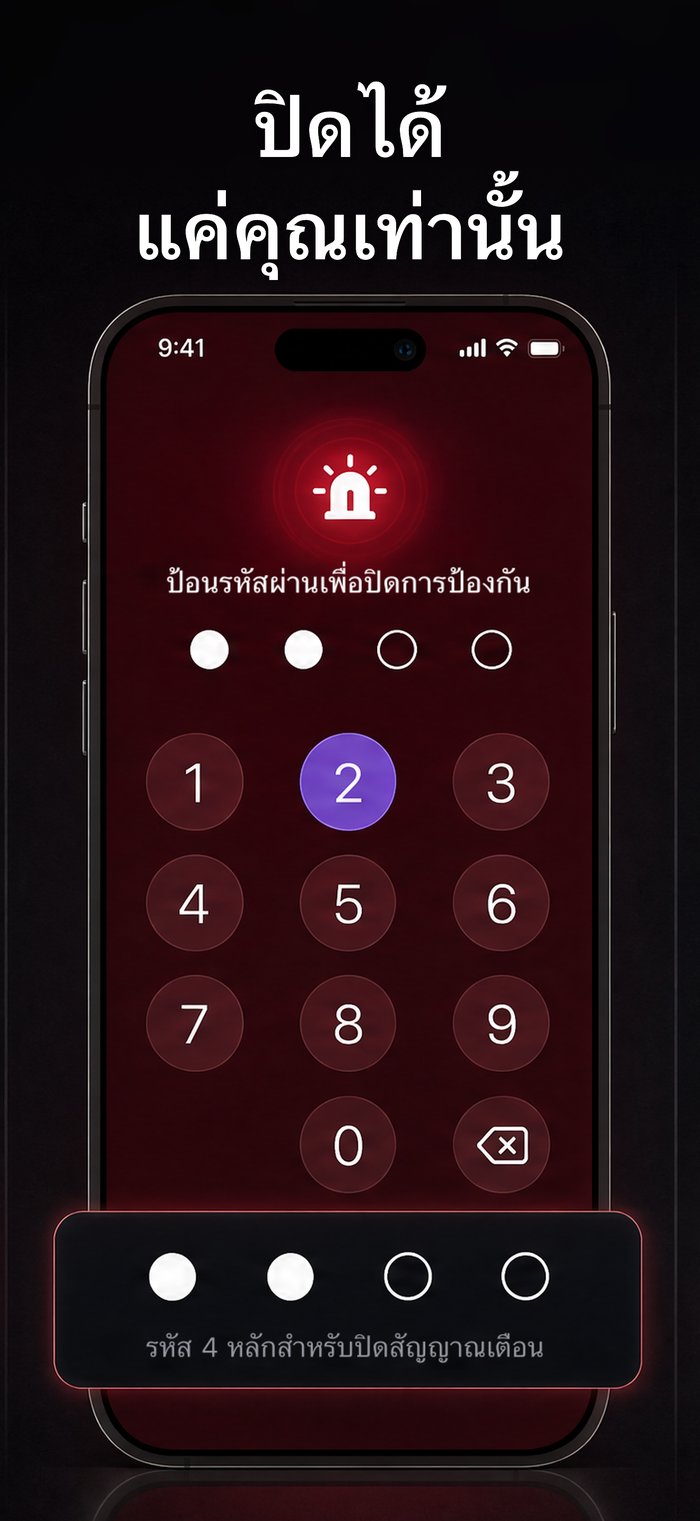 ปิดได้
แค่คุณเท่านั้น
9:41
ป้อนรหัสผ่านเพื่อปิดการป้องกัน
1 2 3
4 5 6
7 8 9
0
รหัส 4 หลักสำหรับปิดสัญญาณเตือน